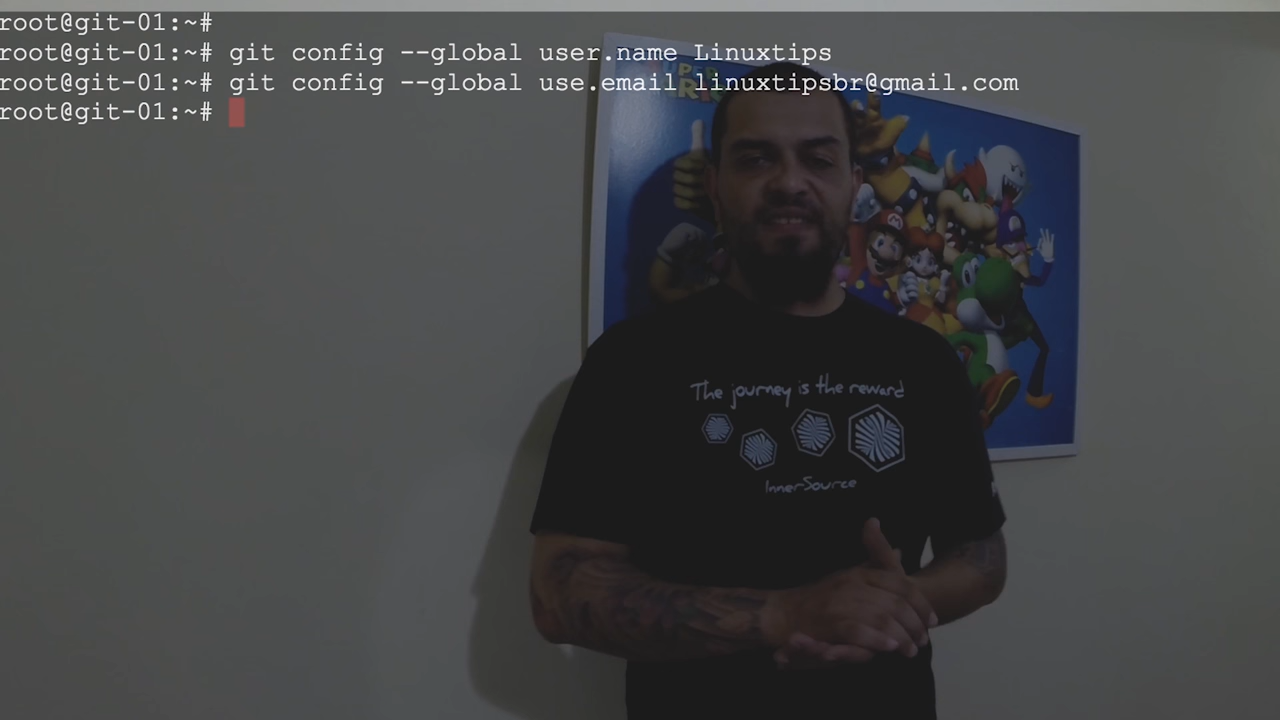 root@git-01:~#
root@git-01:~# git config --global user.name Linuxtips
root@git-01:~# git config --global use.email linuxtipsbr@gmail.com
root@git-01:~#
The journey is the reward
InnerSource